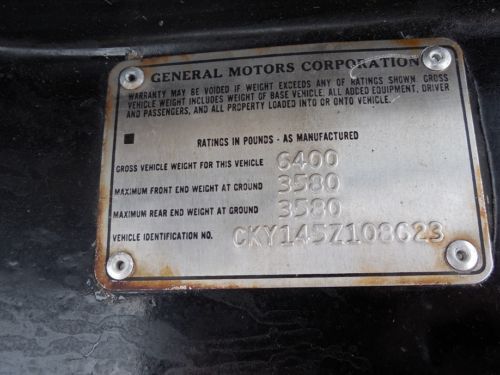 GENERAL MOTORS CORPORATION
WARRANTY MAY BE VOIDED IF WEIGHT EXCEEDS ANY OF RATINGS SHOWN. GROSS
VEHICLE WEIGHT INCLUDES WEIGHT OF BASE VEHICLE. ALL ADDED EQUIPMENT, DRIVER
AND PASSENGERS, AND ALL PROPERTY LOADED INTO OR ONTO VEHICLE.
RATINGS IN POUNDS - AS MANUFACTURED
GROSS VEHICLE WEIGHT FOR THIS VEHICLE 6400
MAXIMUM FRONT END WEIGHT AT GROUND 3580
MAXIMUM REAR END WEIGHT AT GROUND 3580
VEHICLE IDENTIFICATION NO. CKY145Z108623